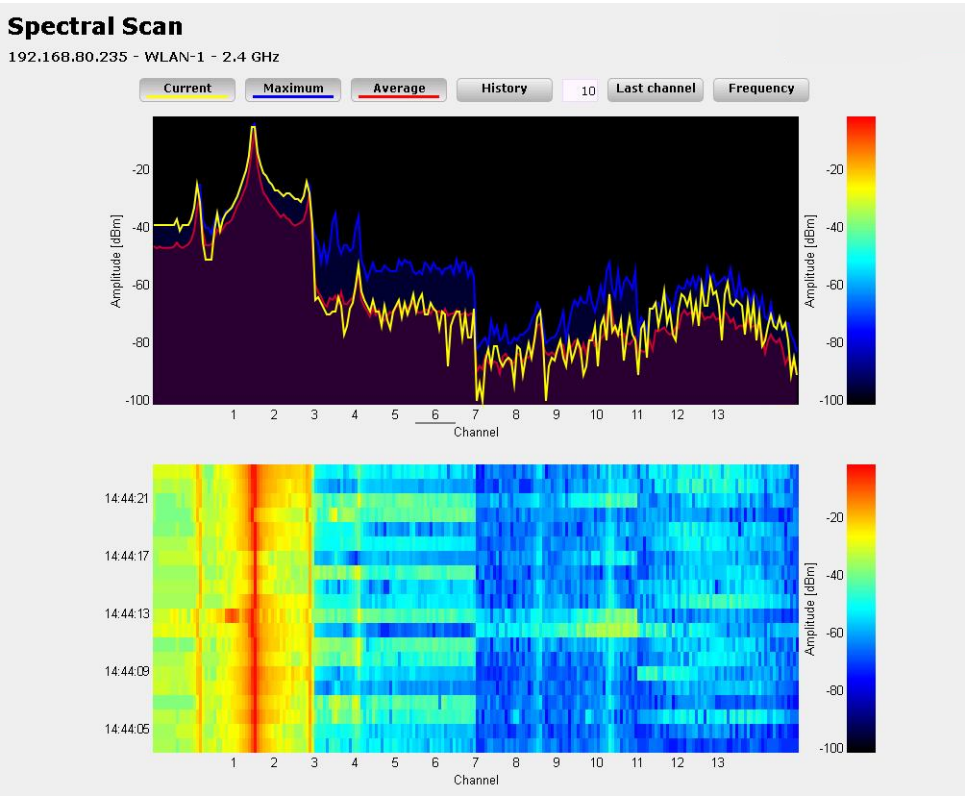 Spectral Scan
192.168.80.235 - WLAN-1 - 2.4 GHz
Current Maximum Average History 10 Last channel Frequency
-20
-40
-60
-80
-100
Amplitude [dBm]
1 2 3 4 5 6 7 8 9 10 11 12 13
Channel
-20
-40
-60
-80
-100
Amplitude [dBm]
14:44:21
14:44:17
14:44:13
14:44:09
14:44:05
1 2 3 4 5 6 7 8 9 10 11 12 13
Channel
-20
-40
-60
-80
-100
Amplitude [dBm]